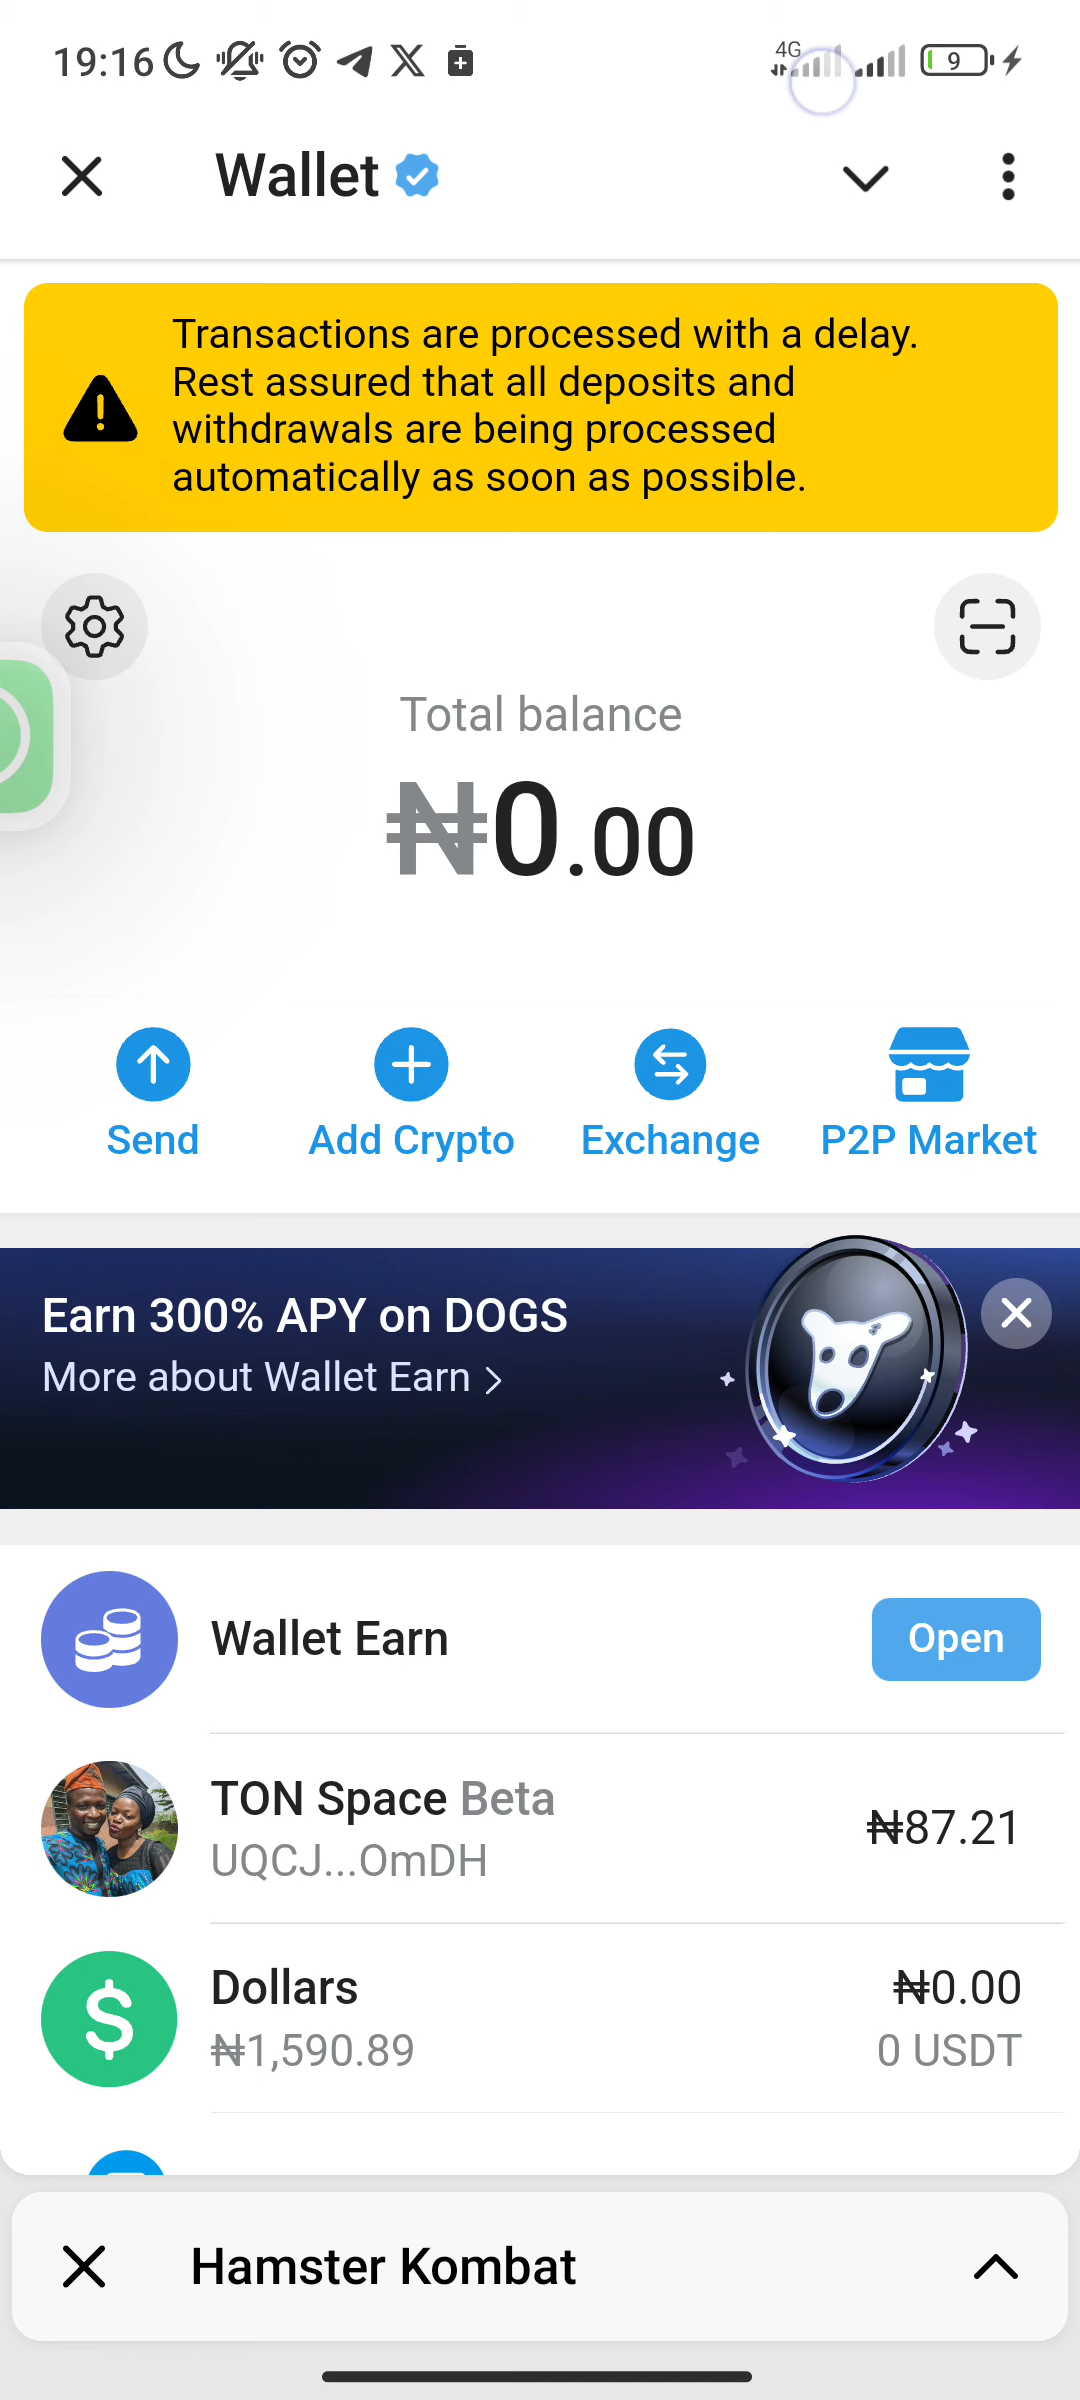 19:16 4G 9
Wallet
Transactions are processed with a delay.
Rest assured that all deposits and
withdrawals are being processed
automatically as soon as possible.
Total balance
₦0.00
Send Add Crypto Exchange P2P Market
Earn 300% APY on DOGS
More about Wallet Earn >
Wallet Earn Open
TON Space Beta ₦87.21
UQCJ...OmDH
Dollars ₦0.00
₦1,590.89 0 USDT
Hamster Kombat